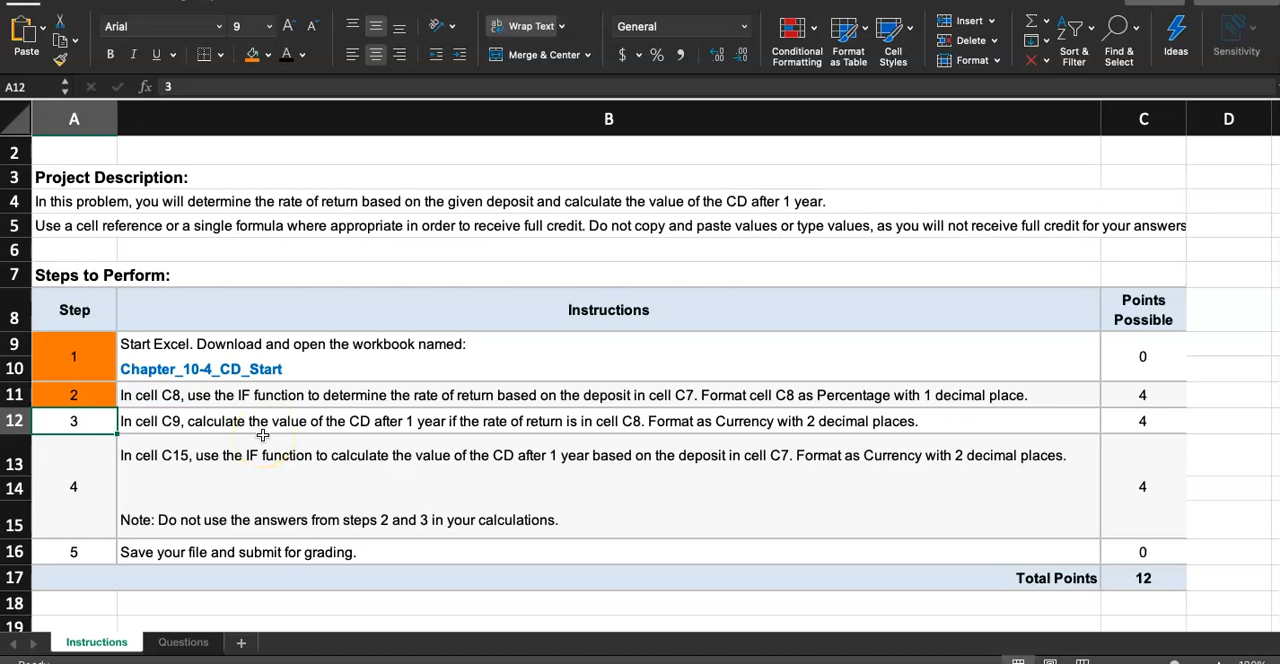 Paste
Arial
9
A
A
ab
Wrap Text
General
B
I
U
A
Merge & Center
$
%
Conditional
Formatting
Format
as Table
Cell
Styles
Insert
Delete
Format
Sort &
Filter
Find &
Select
Ideas
Sensitivity
A12
fx
3
A
B
C
D
2
3
Project Description:
4
In this problem, you will determine the rate of return based on the given deposit and calculate the value of the CD after 1 year.
5
Use a cell reference or a single formula where appropriate in order to receive full credit. Do not copy and paste values or type values, as you will not receive full credit for your answers
6
7
Steps to Perform:
8
Step
Instructions
Points
Possible
9
1
Start Excel. Download and open the workbook named:
0
10
Chapter_10-4_CD_Start
11
2
In cell C8, use the IF function to determine the rate of return based on the deposit in cell C7. Format cell C8 as Percentage with 1 decimal place.
4
12
3
In cell C9, calculate the value of the CD after 1 year if the rate of return is in cell C8. Format as Currency with 2 decimal places.
4
13
In cell C15, use the IF function to calculate the value of the CD after 1 year based on the deposit in cell C7. Format as Currency with 2 decimal places.
14
4
4
15
Note: Do not use the answers from steps 2 and 3 in your calculations.
16
5
Save your file and submit for grading.
0
17
Total Points
12
18
19
Instructions
Questions
+